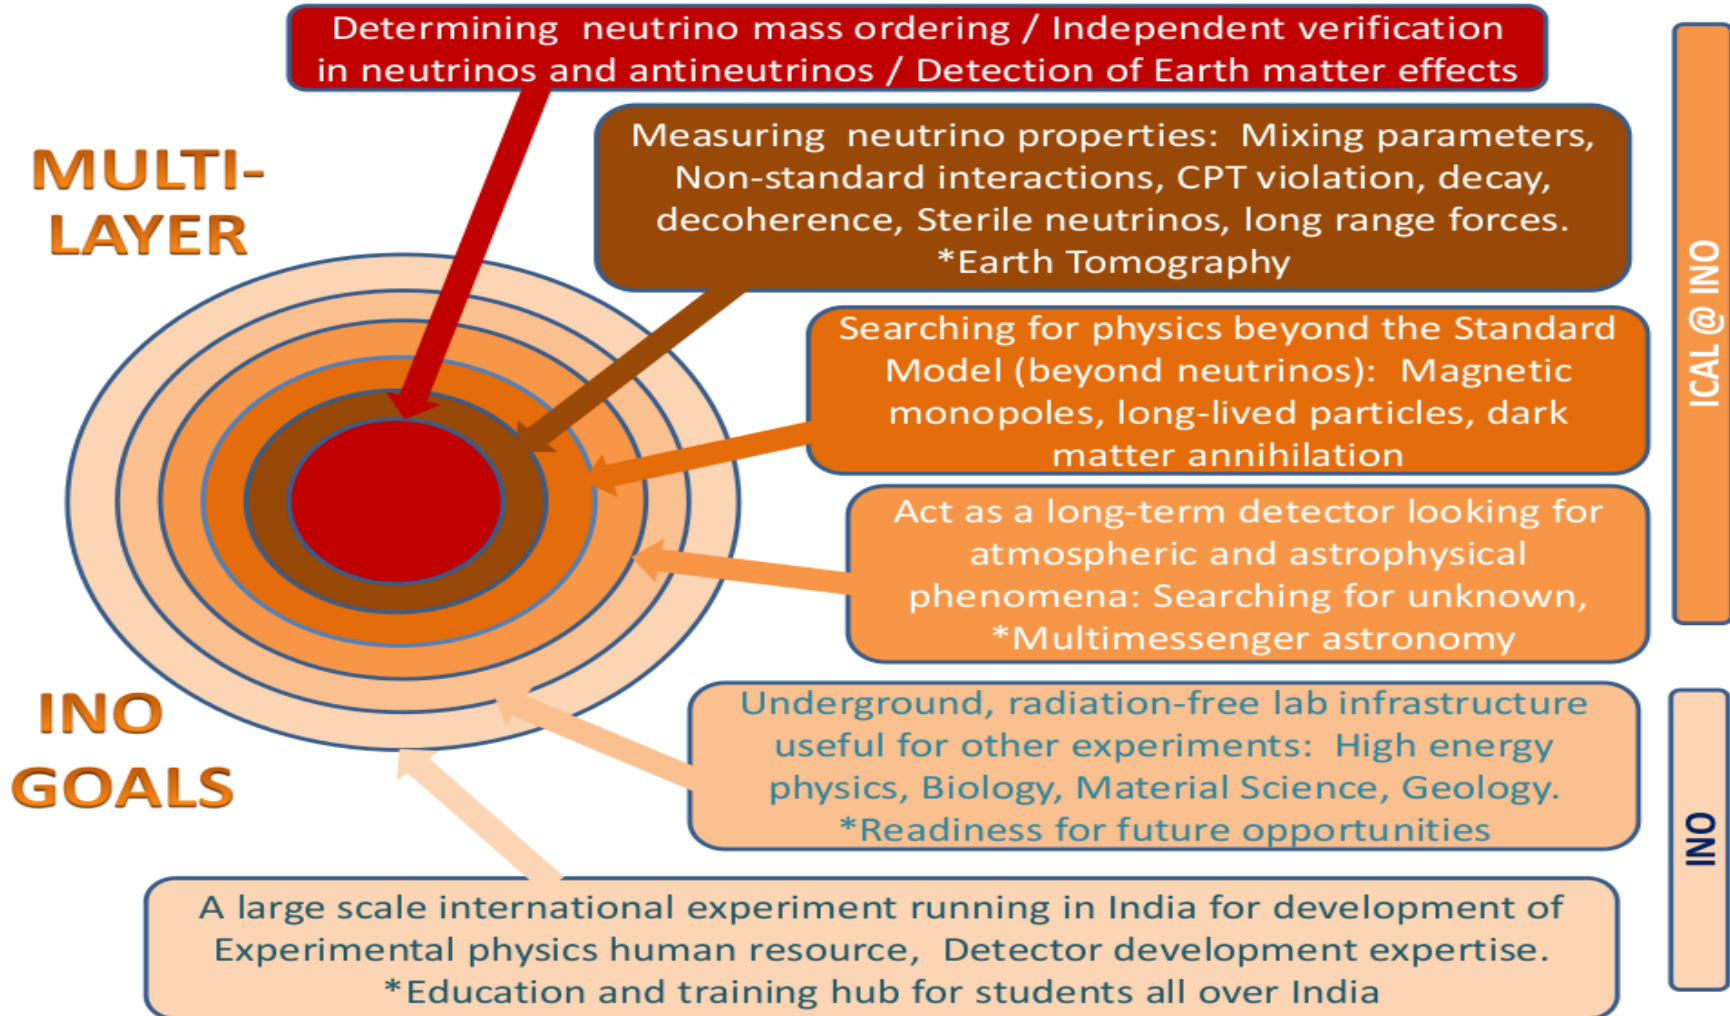 Determining neutrino mass ordering / Independent verification
in neutrinos and antineutrinos / Detection of Earth matter effects
MULTI-
LAYER
Measuring neutrino properties: Mixing parameters,
Non-standard interactions, CPT violation, decay,
decoherence, Sterile neutrinos, long range forces.
*Earth Tomography
Searching for physics beyond the Standard
Model (beyond neutrinos): Magnetic
monopoles, long-lived particles, dark
matter annihilation
Act as a long-term detector looking for
atmospheric and astrophysical
phenomena: Searching for unknown,
*Multimessenger astronomy
ICAL @ INO
INO
GOALS
Underground, radiation-free lab infrastructure
useful for other experiments: High energy
physics, Biology, Material Science, Geology.
*Readiness for future opportunities
A large scale international experiment running in India for development of
Experimental physics human resource, Detector development expertise.
*Education and training hub for students all over India
INO